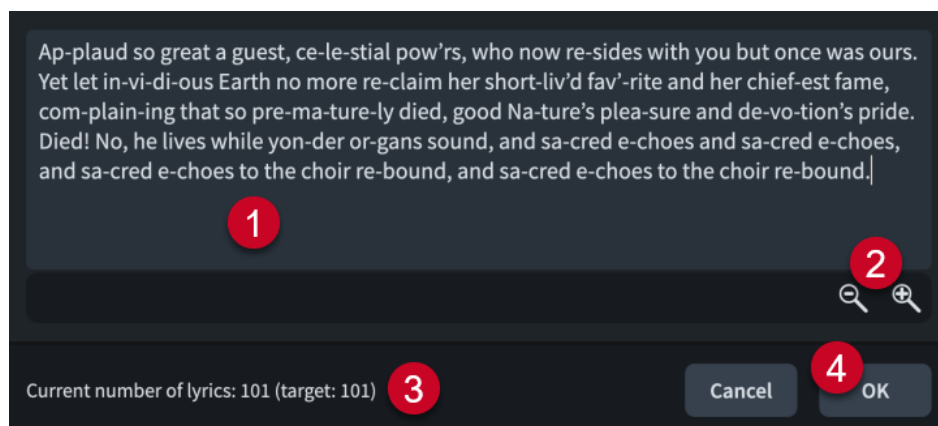 Ap-plaud so great a guest, ce-le-stial pow’rs, who now re-sides with you but once was ours.
Yet let in-vi-di-ous Earth no more re-claim her short-liv’d fav’-rite and her chief-est fame,
com-plain-ing that so pre-ma-ture-ly died, good Na-ture’s plea-sure and de-vo-tion’s pride.
Died! No, he lives while yon-der or-gans sound, and sa-cred e-choes and sa-cred e-choes,
and sa-cred e-choes to the choir re-bound, and sa-cred e-choes to the choir re-bound.
1
2
Current number of lyrics: 101 (target: 101)
3
Cancel
4
OK